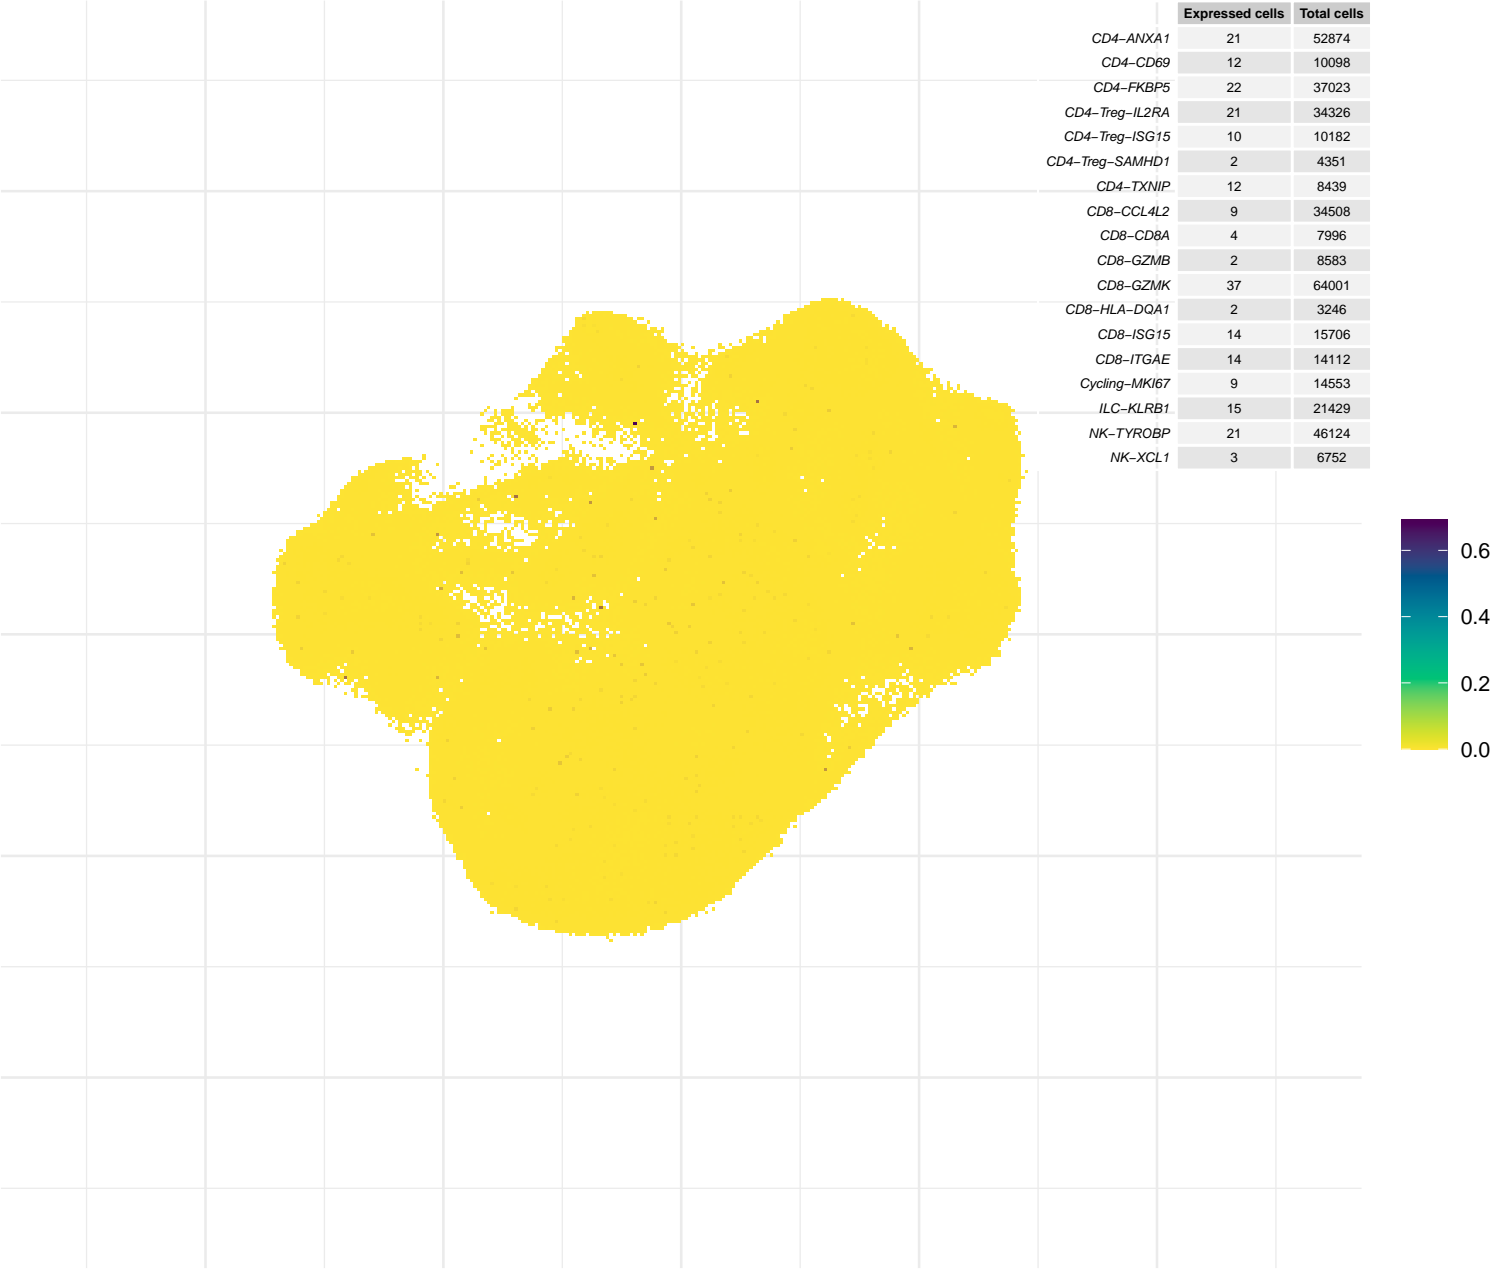 Expressed cells Total cells
CD4−ANXA1 21 52874
CD4−CD69 12 10098
CD4−FKBP5 22 37023
CD4−Treg−IL2RA 21 34326
CD4−Treg−ISG15 10 10182
CD4−Treg−SAMHD1 2 4351
CD4−TXNIP 12 8439
CD8−CCL4L2 9 34508
CD8−CD8A 4 7996
CD8−GZMB 2 8583
CD8−GZMK 37 64001
CD8−HLA−DQA1 2 3246
CD8−ISG15 14 15706
CD8−ITGAE 14 14112
Cycling−MKI67 9 14553
ILC−KLRB1 15 21429
NK−TYROBP 21 46124
NK−XCL1 3 6752
0.6
0.4
0.2
0.0